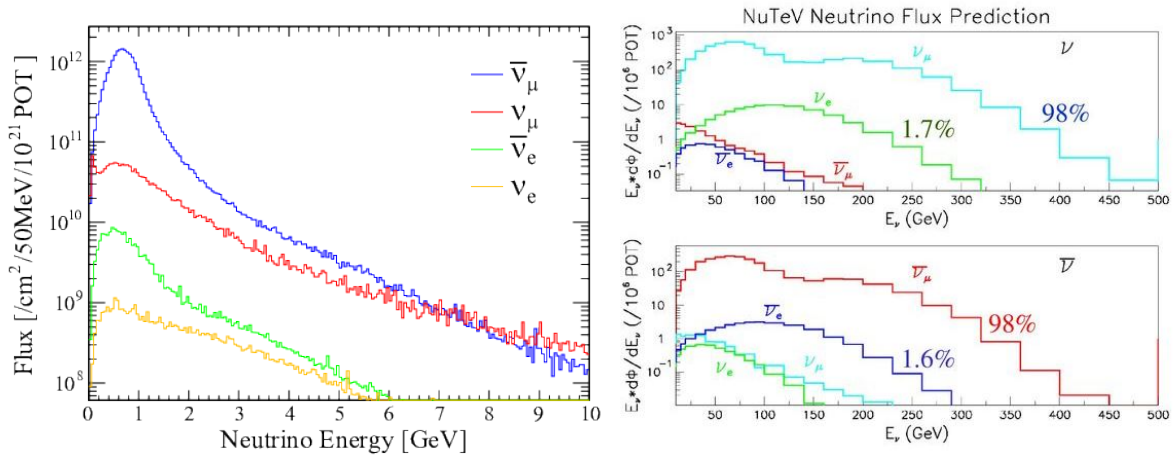 Flux [/cm²/50MeV/10²¹ POT]
10¹²
10¹¹
10¹⁰
10⁹
10⁸
0 1 2 3 4 5 6 7 8 9 10
Neutrino Energy [GeV]
ν̅μ
νμ
ν̅e
νe
NuTeV Neutrino Flux Prediction
Eν*dΦ/dEν (/10⁶ POT)
10³
10²
10
1
10⁻¹
νμ
ν
νe
98%
1.7%
ν̅e
ν̅μ
50 100 150 200 250 300 350 400 450 500
Eν (GeV)
Eν*dΦ/dEν (/10⁶ POT)
10²
10
1
10⁻¹
ν̅μ
ν̅
ν̅e
98%
1.6%
νe
νμ
50 100 150 200 250 300 350 400 450 500
Eν (GeV)